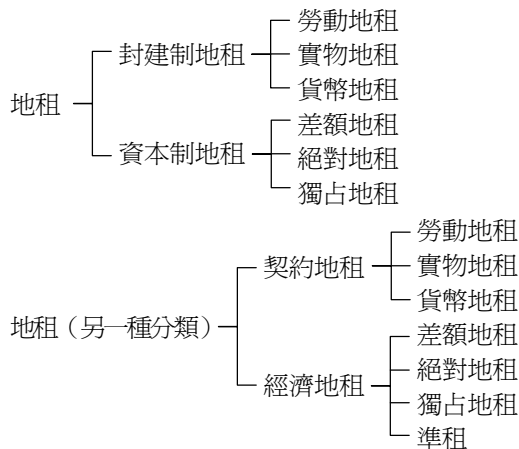 地租
封建制地租
勞動地租
實物地租
貨幣地租
資本制地租
差額地租
絕對地租
獨占地租
地租（另一種分類）
契約地租
勞動地租
實物地租
貨幣地租
經濟地租
差額地租
絕對地租
獨占地租
準租